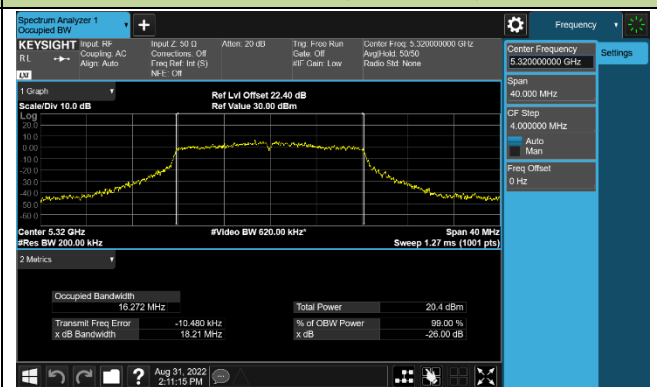 Spectrum Analyzer 1
Occupied BW
+
Frequency
KEYSIGHT Input: RF
RL
Coupling: AC
Align: Auto
Input Z: 50 Ω
Corrections: Off
Freq Ref: Int (S)
NFE: Off
Atten: 20 dB
Trig: Free Run
Gate: Off
#IF Gain: Low
Center Freq: 5.320000000 GHz
Avg|Hold: 50/50
Radio Std: None
Center Frequency
5.320000000 GHz
Settings
Span
40.000 MHz
CF Step
4.000000 MHz
Auto
Man
Freq Offset
0 Hz
1 Graph
Scale/Div 10.0 dB
Ref Lvl Offset 22.40 dB
Ref Value 30.00 dBm
Log
20.0
10.0
0.00
-10.0
-20.0
-30.0
-40.0
-50.0
-60.0
Center 5.32 GHz
#Res BW 200.00 kHz
#Video BW 620.00 kHz*
Span 40 MHz
Sweep 1.27 ms (1001 pts)
2 Metrics
Occupied Bandwidth
16.272 MHz
Total Power 20.4 dBm
Transmit Freq Error -10.480 kHz
% of OBW Power 99.00 %
x dB Bandwidth 18.21 MHz
x dB -26.00 dB
?
Aug 31, 2022
2:11:15 PM